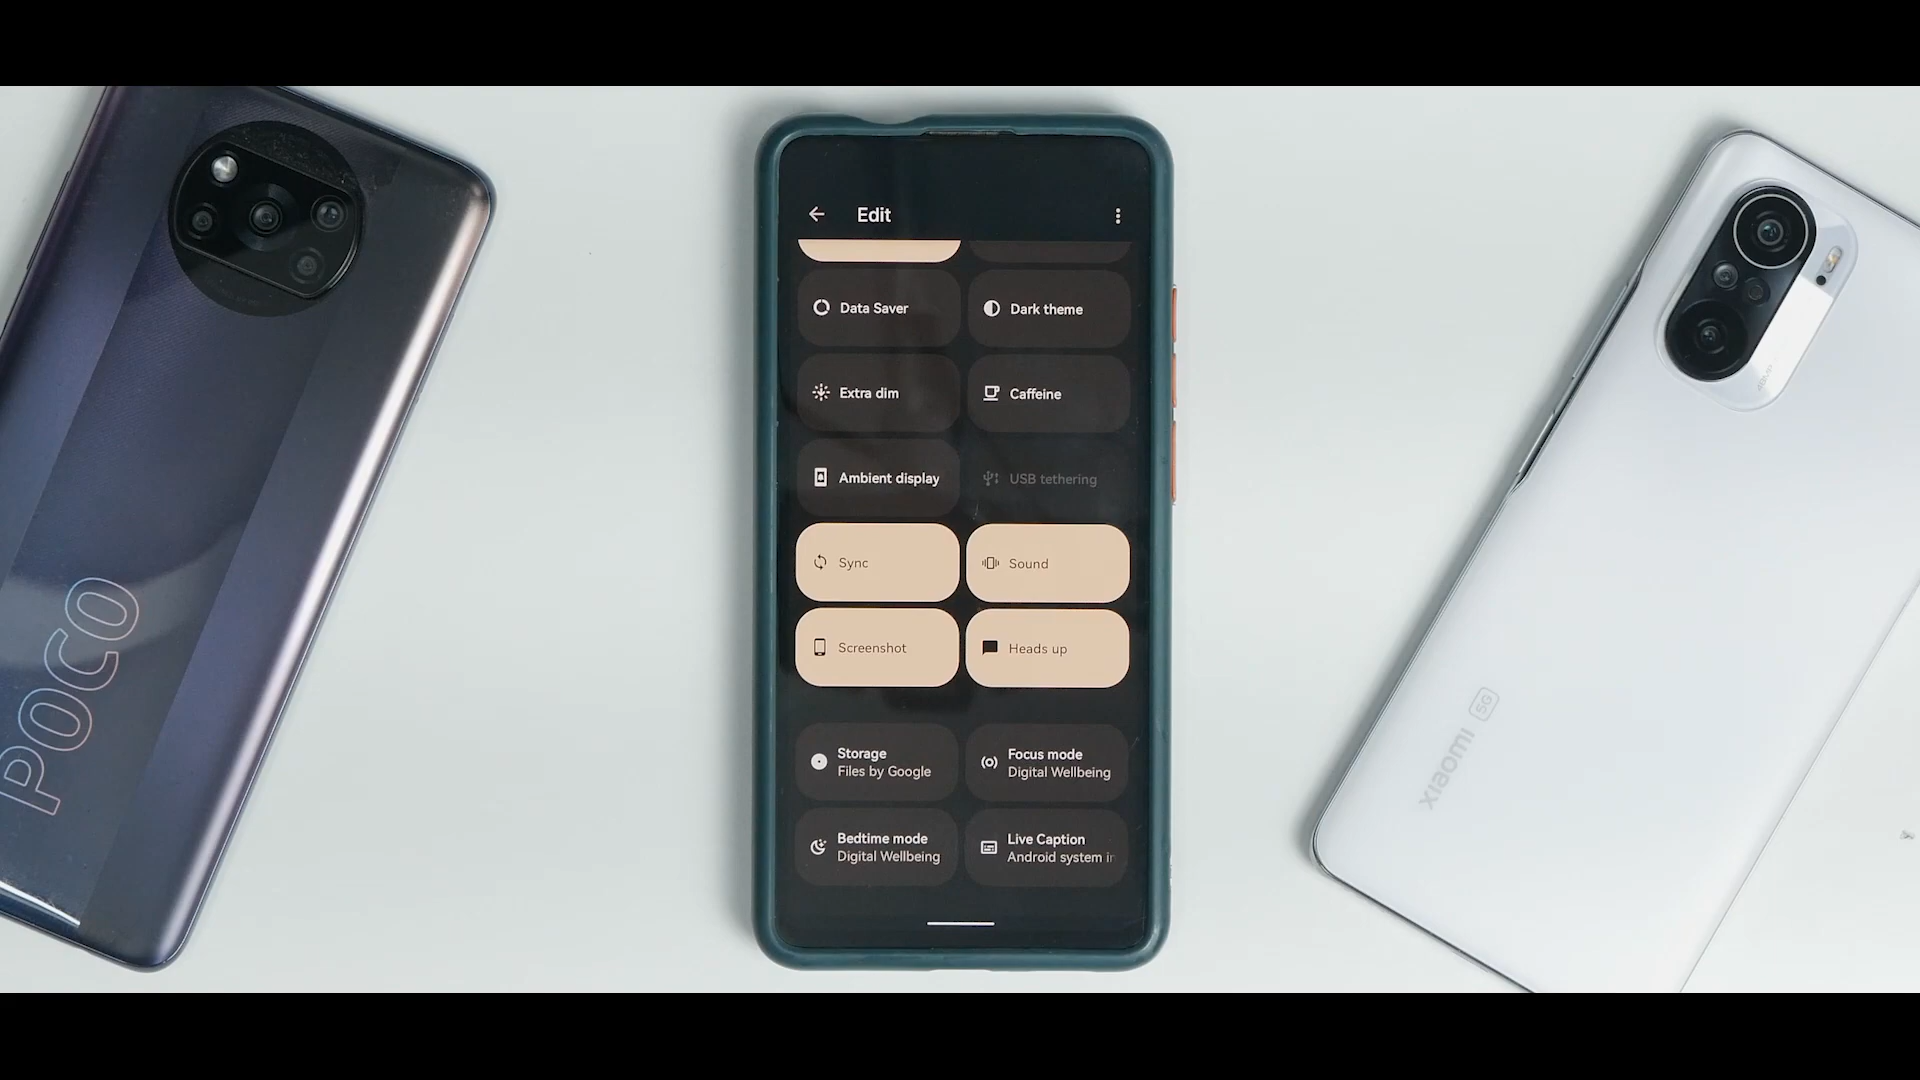 Edit
Data Saver
Dark theme
Extra dim
Caffeine
Ambient display
USB tethering
Sync
Sound
Screenshot
Heads up
Storage
Files by Google
Focus mode
Digital Wellbeing
Bedtime mode
Digital Wellbeing
Live Caption
Android system in
POCO
xiaomi 5G